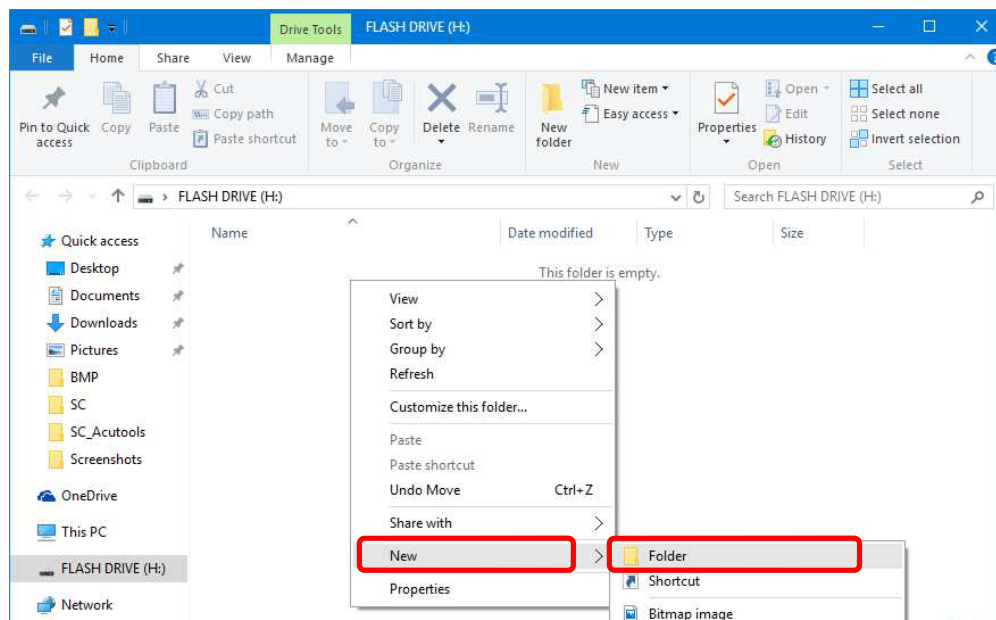 Drive Tools FLASH DRIVE (H:)
File Home Share View Manage
Pin to Quick access
Copy
Paste
Cut
Copy path
Paste shortcut
Clipboard
Move to
Copy to
Delete
Rename
Organize
New folder
New item
Easy access
New
Properties
Open
Edit
History
Open
Select all
Select none
Invert selection
Select
FLASH DRIVE (H:)
Search FLASH DRIVE (H:)
Name Date modified Type Size
This folder is empty.
Quick access
Desktop
Documents
Downloads
Pictures
BMP
SC
SC_Acutools
Screenshots
OneDrive
This PC
FLASH DRIVE (H:)
Network
View
Sort by
Group by
Refresh
Customize this folder...
Paste
Paste shortcut
Undo Move Ctrl+Z
Share with
New
Properties
Folder
Shortcut
Bitmap image